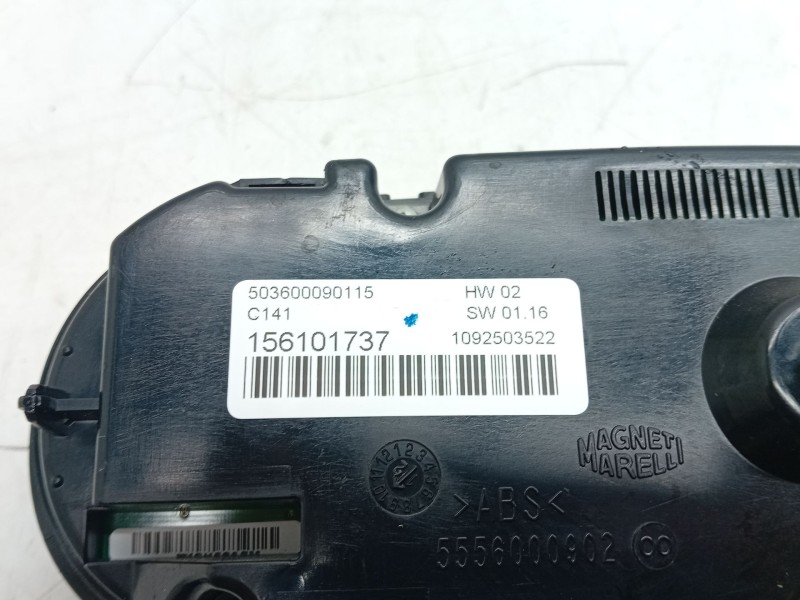 503600090115 HW 02
C141 SW 01.16
156101737 1092503522
MAGNETI
MARELLI
>ABS<
5556000902